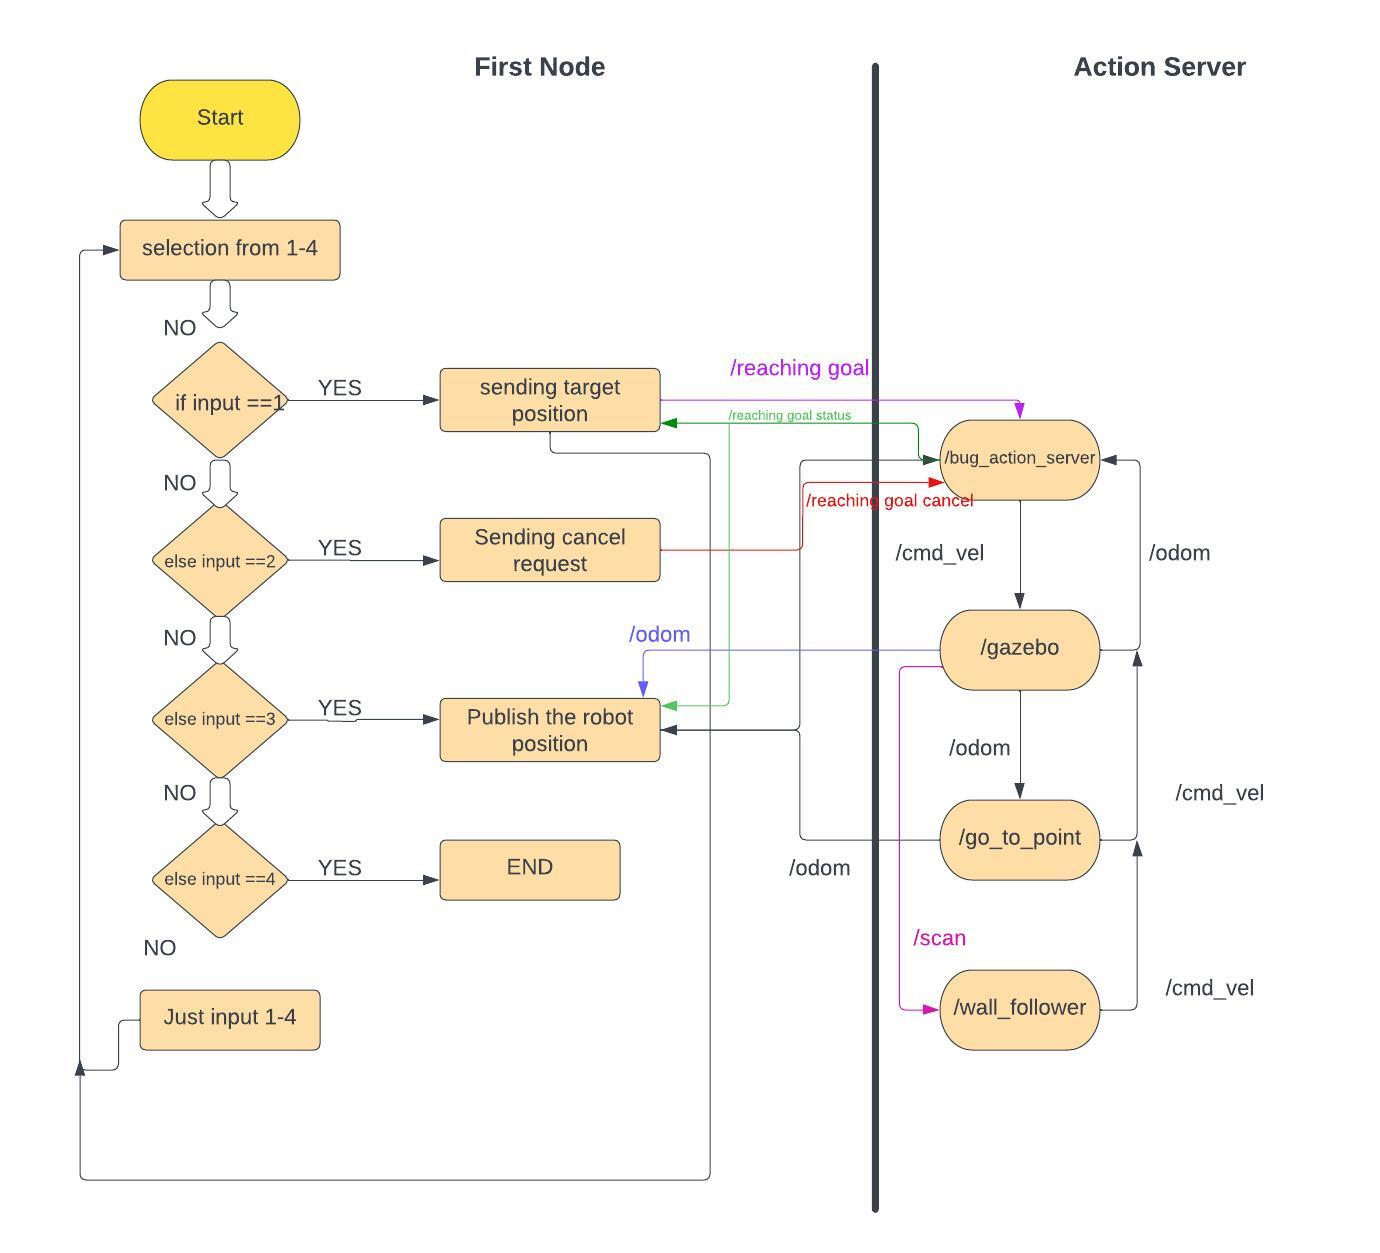 First Node
Action Server
Start
selection from 1-4
NO
if input ==1
YES
sending target
position
/reaching goal
/reaching goal status
/bug_action_server
/reaching goal cancel
NO
else input ==2
YES
Sending cancel
request
/cmd_vel
/odom
NO
/odom
/gazebo
else input ==3
YES
Publish the robot
position
/odom
NO
/cmd_vel
/go_to_point
else input ==4
YES
END
/odom
NO
/scan
/cmd_vel
Just input 1-4
/wall_follower